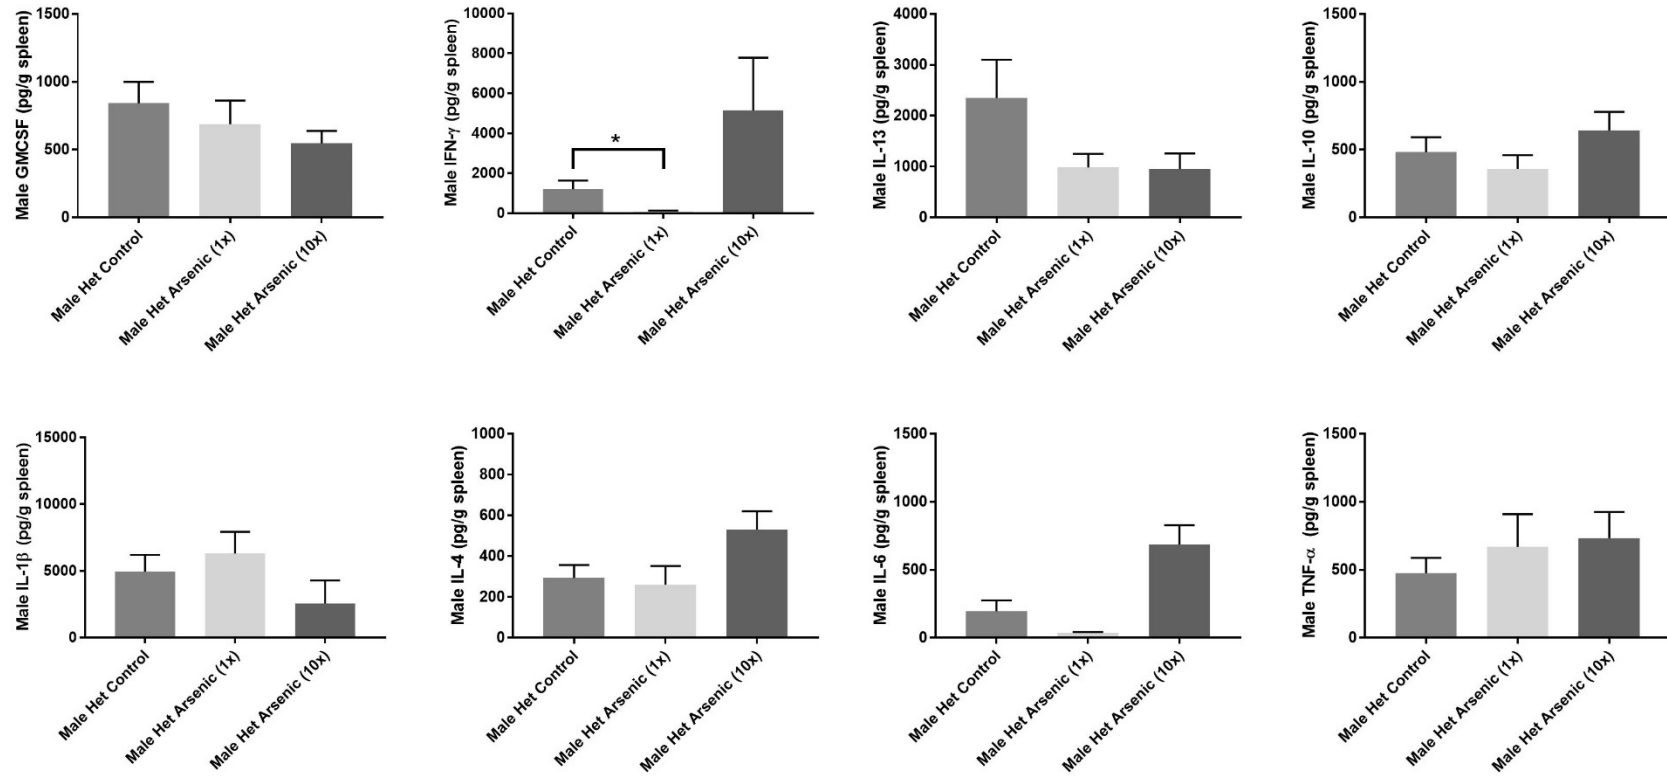 Male GMCSF (pg/g spleen)
1500
1000
500
0
Male Het Control
Male Het Arsenic (1x)
Male Het Arsenic (10x)
Male IFN-γ (pg/g spleen)
10000
8000
6000
4000
2000
0
*
Male Het Control
Male Het Arsenic (1x)
Male Het Arsenic (10x)
Male IL-13 (pg/g spleen)
4000
3000
2000
1000
0
Male Het Control
Male Het Arsenic (1x)
Male Het Arsenic (10x)
Male IL-10 (pg/g spleen)
1500
1000
500
0
Male Het Control
Male Het Arsenic (1x)
Male Het Arsenic (10x)
Male IL-1β (pg/g spleen)
15000
10000
5000
0
Male Het Control
Male Het Arsenic (1x)
Male Het Arsenic (10x)
Male IL-4 (pg/g spleen)
1000
800
600
400
200
0
Male Het Control
Male Het Arsenic (1x)
Male Het Arsenic (10x)
Male IL-6 (pg/g spleen)
1500
1000
500
0
Male Het Control
Male Het Arsenic (1x)
Male Het Arsenic (10x)
Male TNF-α (pg/g spleen)
1500
1000
500
0
Male Het Control
Male Het Arsenic (1x)
Male Het Arsenic (10x)